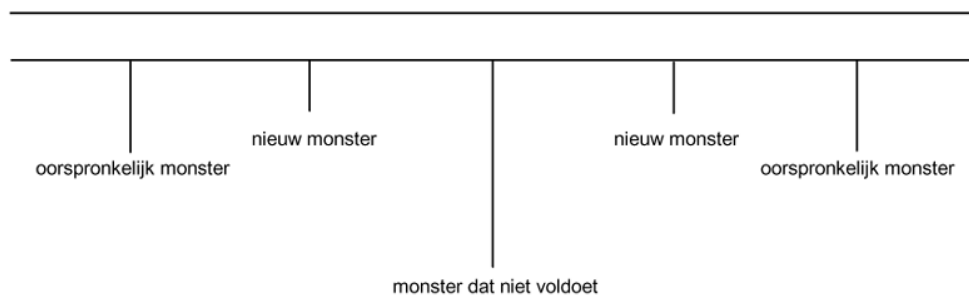 nieuw monster
nieuw monster
oorspronkelijk monster
oorspronkelijk monster
monster dat niet voldoet